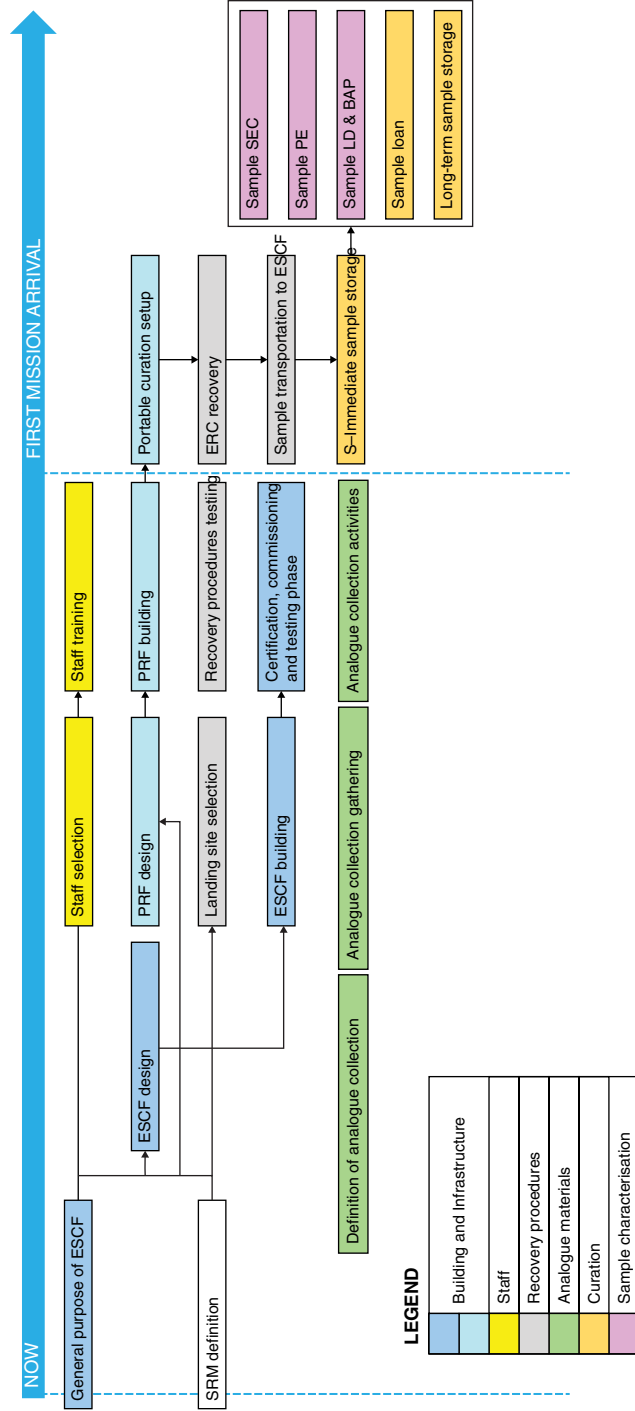 NOW
FIRST MISSION ARRIVAL
General purpose of ESCF
Staff selection
Staff training
ESCF design
PRF design
PRF building
Portable curation setup
SRM definition
Landing site selection
Recovery procedures testiing
ERC recovery
ESCF building
Certification, commissioning
and testing phase
Sample transportation to ESCF
Definition of analogue collection
Analogue collection gathering
Analogue collection activities
S–Immediate sample storage
Sample SEC
Sample PE
Sample LD & BAP
Sample loan
Long-term sample storage
LEGEND
Building and Infrastructure
Staff
Recovery procedures
Analogue materials
Curation
Sample characterisation